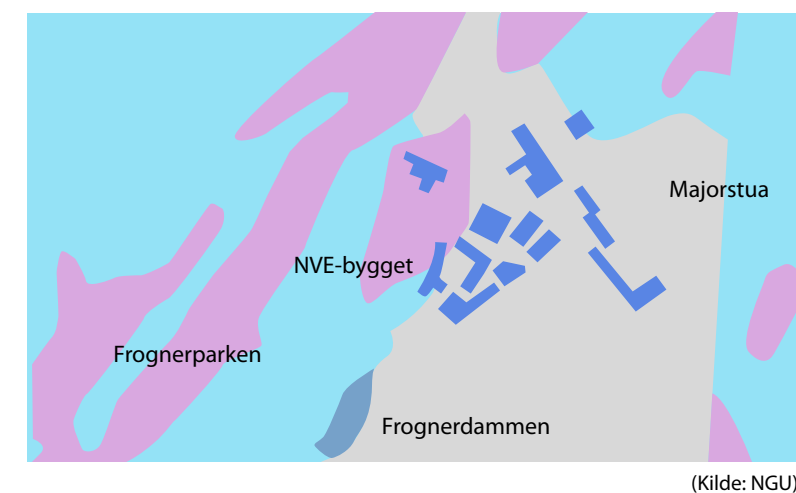 Majorstua
NVE-bygget
Frognerparken
Frognerdammen
(Kilde: NGU)